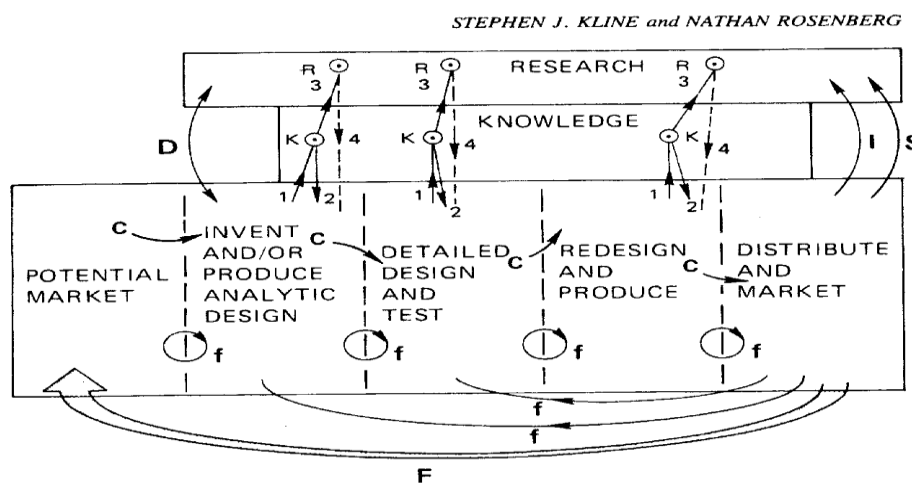 STEPHEN J. KLINE and NATHAN ROSENBERG
R
3
R
3
RESEARCH
R
3
D
K
4
K
4
KNOWLEDGE
K
4
I
S
1
2
1
2
1
2
C
C
C
C
POTENTIAL
MARKET
INVENT
AND/OR
PRODUCE
ANALYTIC
DESIGN
DETAILED
DESIGN
AND
TEST
REDESIGN
AND
PRODUCE
DISTRIBUTE
AND
MARKET
f
f
f
f
f
f
F